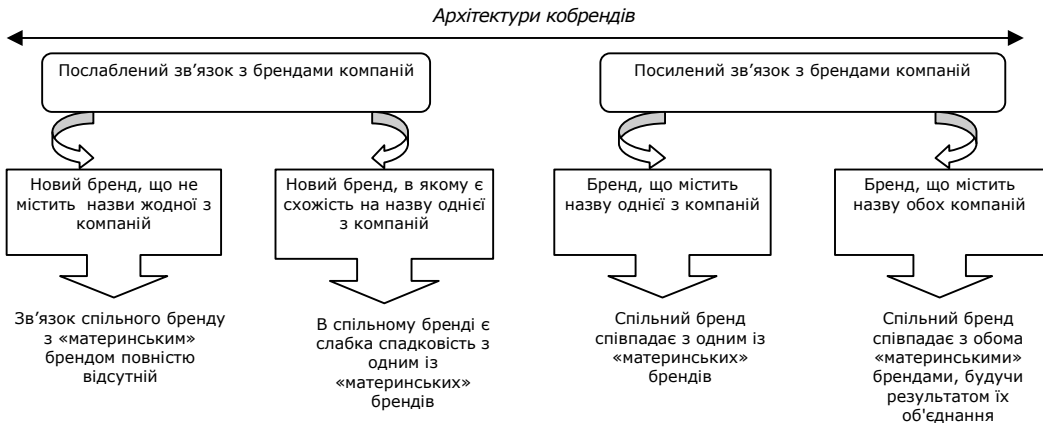 Архітектури кобрендів
Послаблений зв’язок з брендами компаній
Посилений зв’язок з брендами компаній
Новий бренд, що не
містить назви жодної з
компаній
Новий бренд, в якому є
схожість на назву однієї
з компаній
Бренд, що містить
назву однієї з компаній
Бренд, що містить
назву обох компаній
Зв’язок спільного бренду
з «материнським»
брендом повністю
відсутній
В спільному бренді є
слабка спадковість з
одним із
«материнських»
брендів
Спільний бренд
співпадає з одним із
«материнських»
брендів
Спільний бренд
співпадає з обома
«материнськими»
брендами, будучи
результатом їх
об'єднання